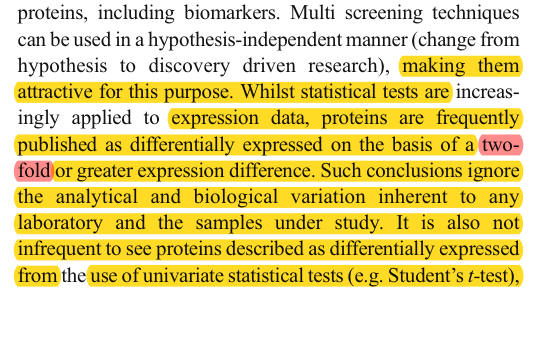 proteins, including biomarkers. Multi screening techniques
can be used in a hypothesis-independent manner (change from
hypothesis to discovery driven research), making them
attractive for this purpose. Whilst statistical tests are increas-
ingly applied to expression data, proteins are frequently
published as differentially expressed on the basis of a two-
fold or greater expression difference. Such conclusions ignore
the analytical and biological variation inherent to any
laboratory and the samples under study. It is also not
infrequent to see proteins described as differentially expressed
from the use of univariate statistical tests (e.g. Student’s t-test),